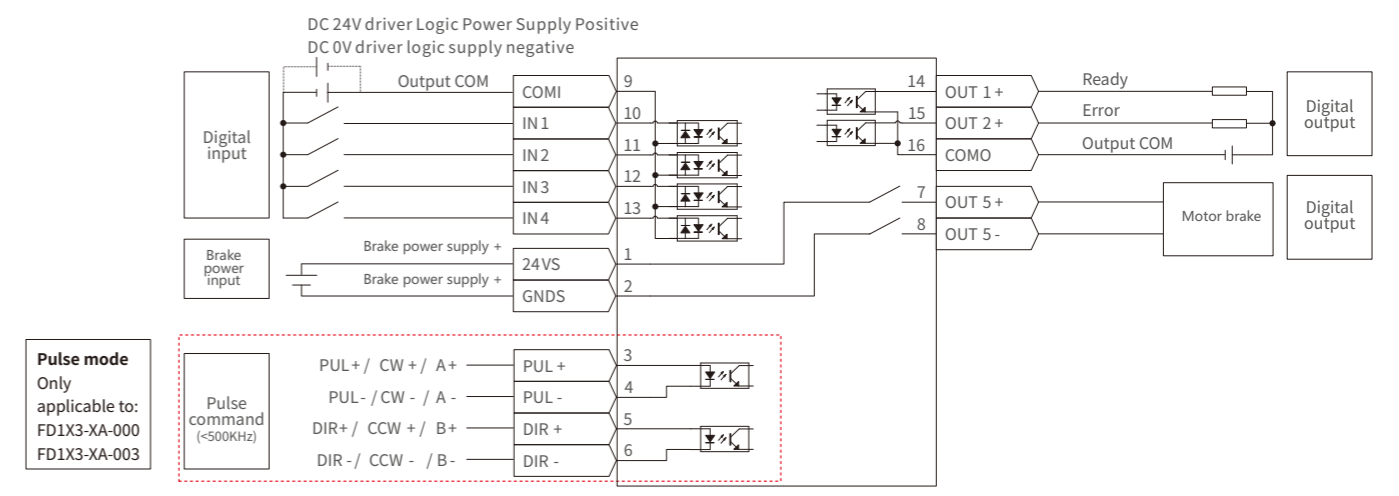 DC 24V driver Logic Power Supply Positive
DC 0V driver logic supply negative
Digital
input
Output COM
COMI
9
IN 1
10
IN 2
11
IN 3
12
IN 4
13
Brake
power
input
Brake power supply +
24VS
1
Brake power supply +
GNDS
2
14
OUT 1 +
Ready
15
OUT 2 +
Error
16
COMO
Output COM
Digital
output
7
OUT 5 +
8
OUT 5 -
Motor brake
Digital
output
Pulse mode
Only
applicable to:
FD1X3-XA-000
FD1X3-XA-003
Pulse
command
(<500KHz)
PUL+ / CW + / A+
PUL +
3
PUL - / CW - / A -
PUL -
4
DIR+ / CCW + / B+
DIR +
5
DIR - / CCW - / B -
DIR -
6